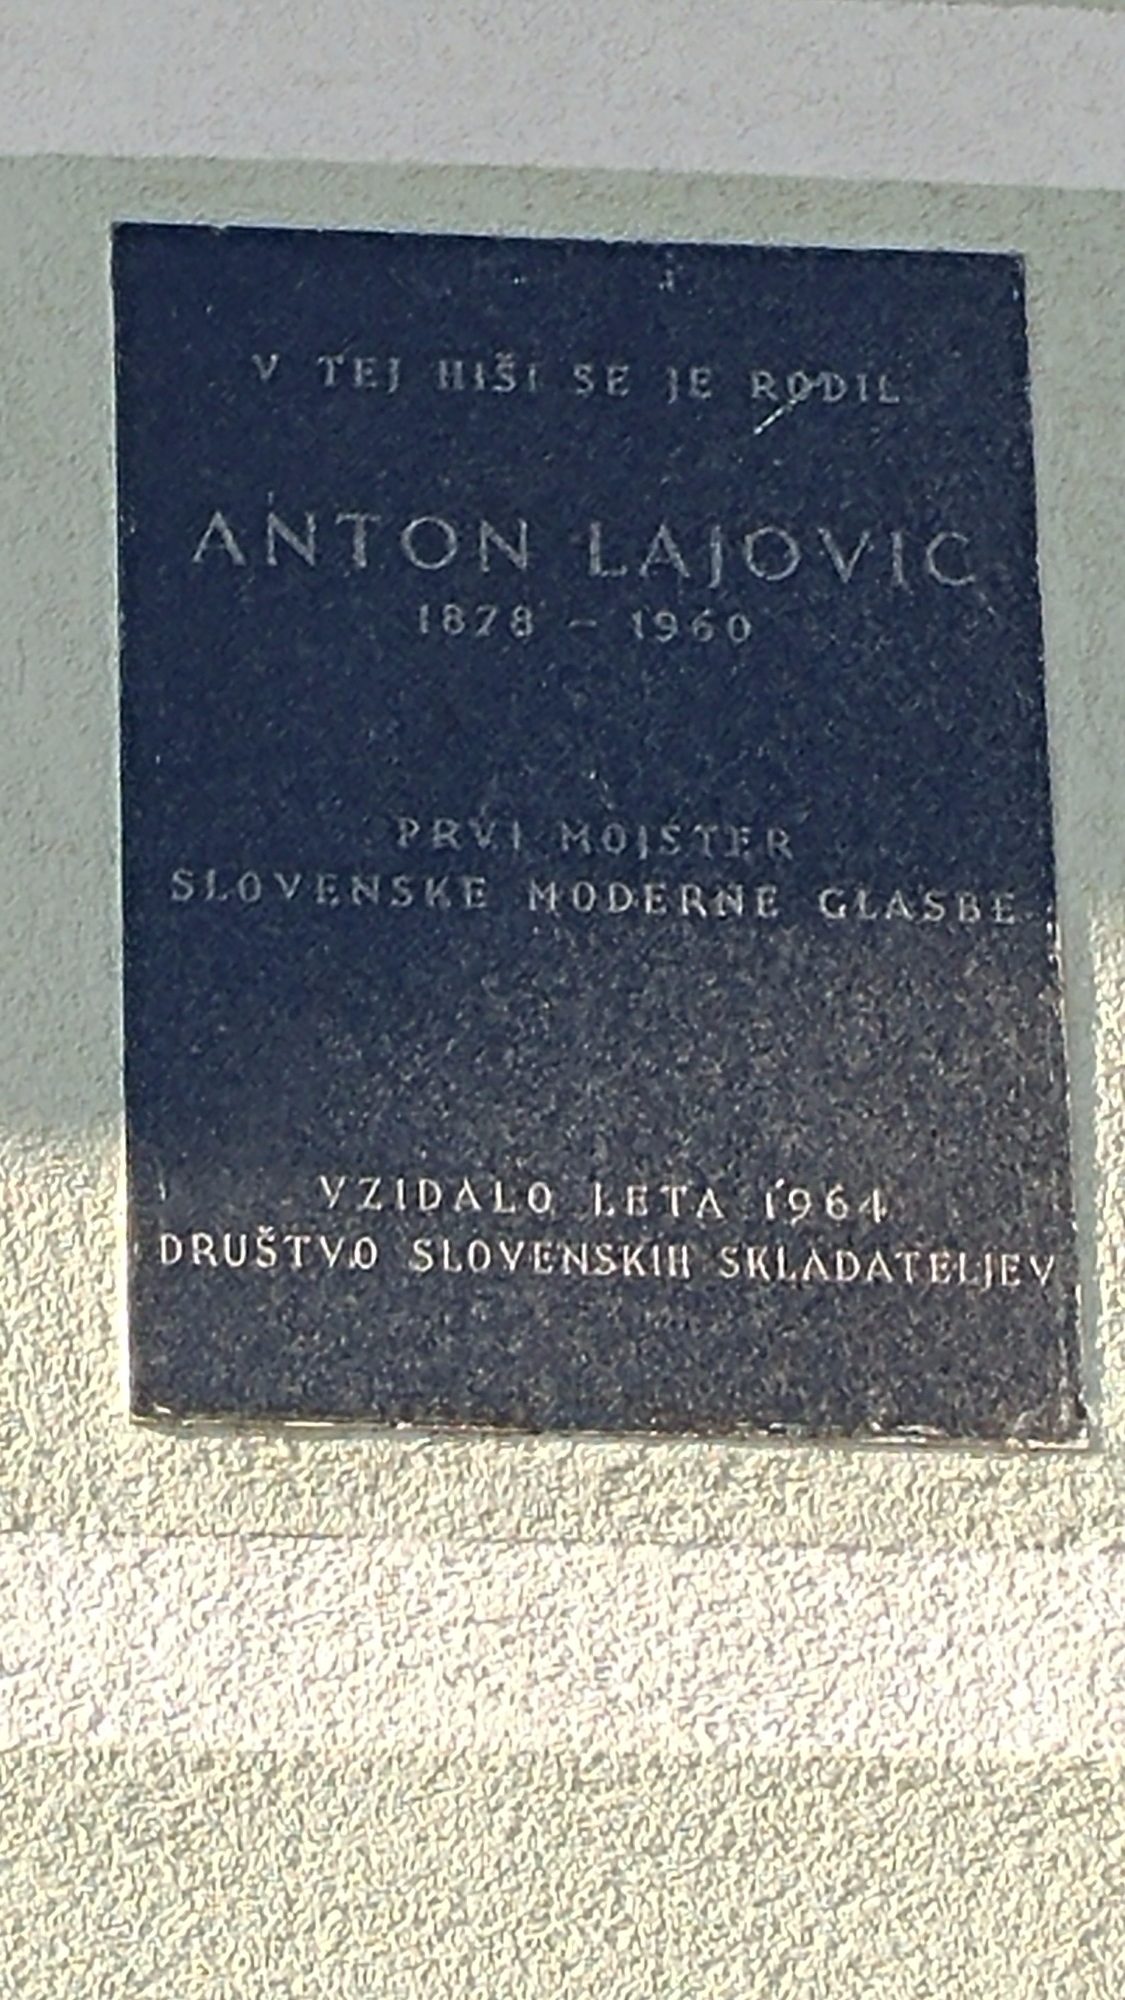 V TEJ HIŠI SE JE RODIL
ANTON LAJOVIC
1878 – 1960
PRVI MOJSTER
SLOVENSKE MODERNE GLASBE
VZIDALO LETA 1964
DRUŠTVO SLOVENSKIH SKLADATELJEV